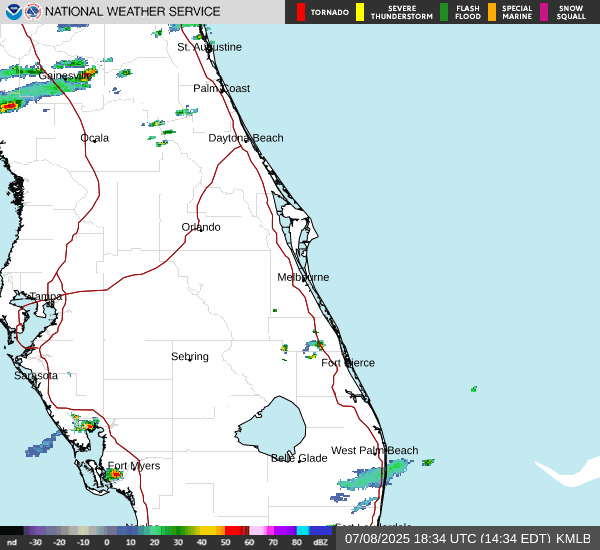 NATIONAL WEATHER SERVICE
TORNADO
SEVERE THUNDERSTORM
FLASH FLOOD
SPECIAL MARINE
SNOW SQUALL
St. Augustine
Gainesville
Palm Coast
Ocala
Daytona Beach
Orlando
Melbourne
Tampa
Sebring
Fort Pierce
Sarasota
West Palm Beach
Belle Glade
Fort Myers
nd -30 -20 -10 0 10 20 30 40 50 60 70 80 dBZ
07/08/2025 18:34 UTC (14:34 EDT) KMLB